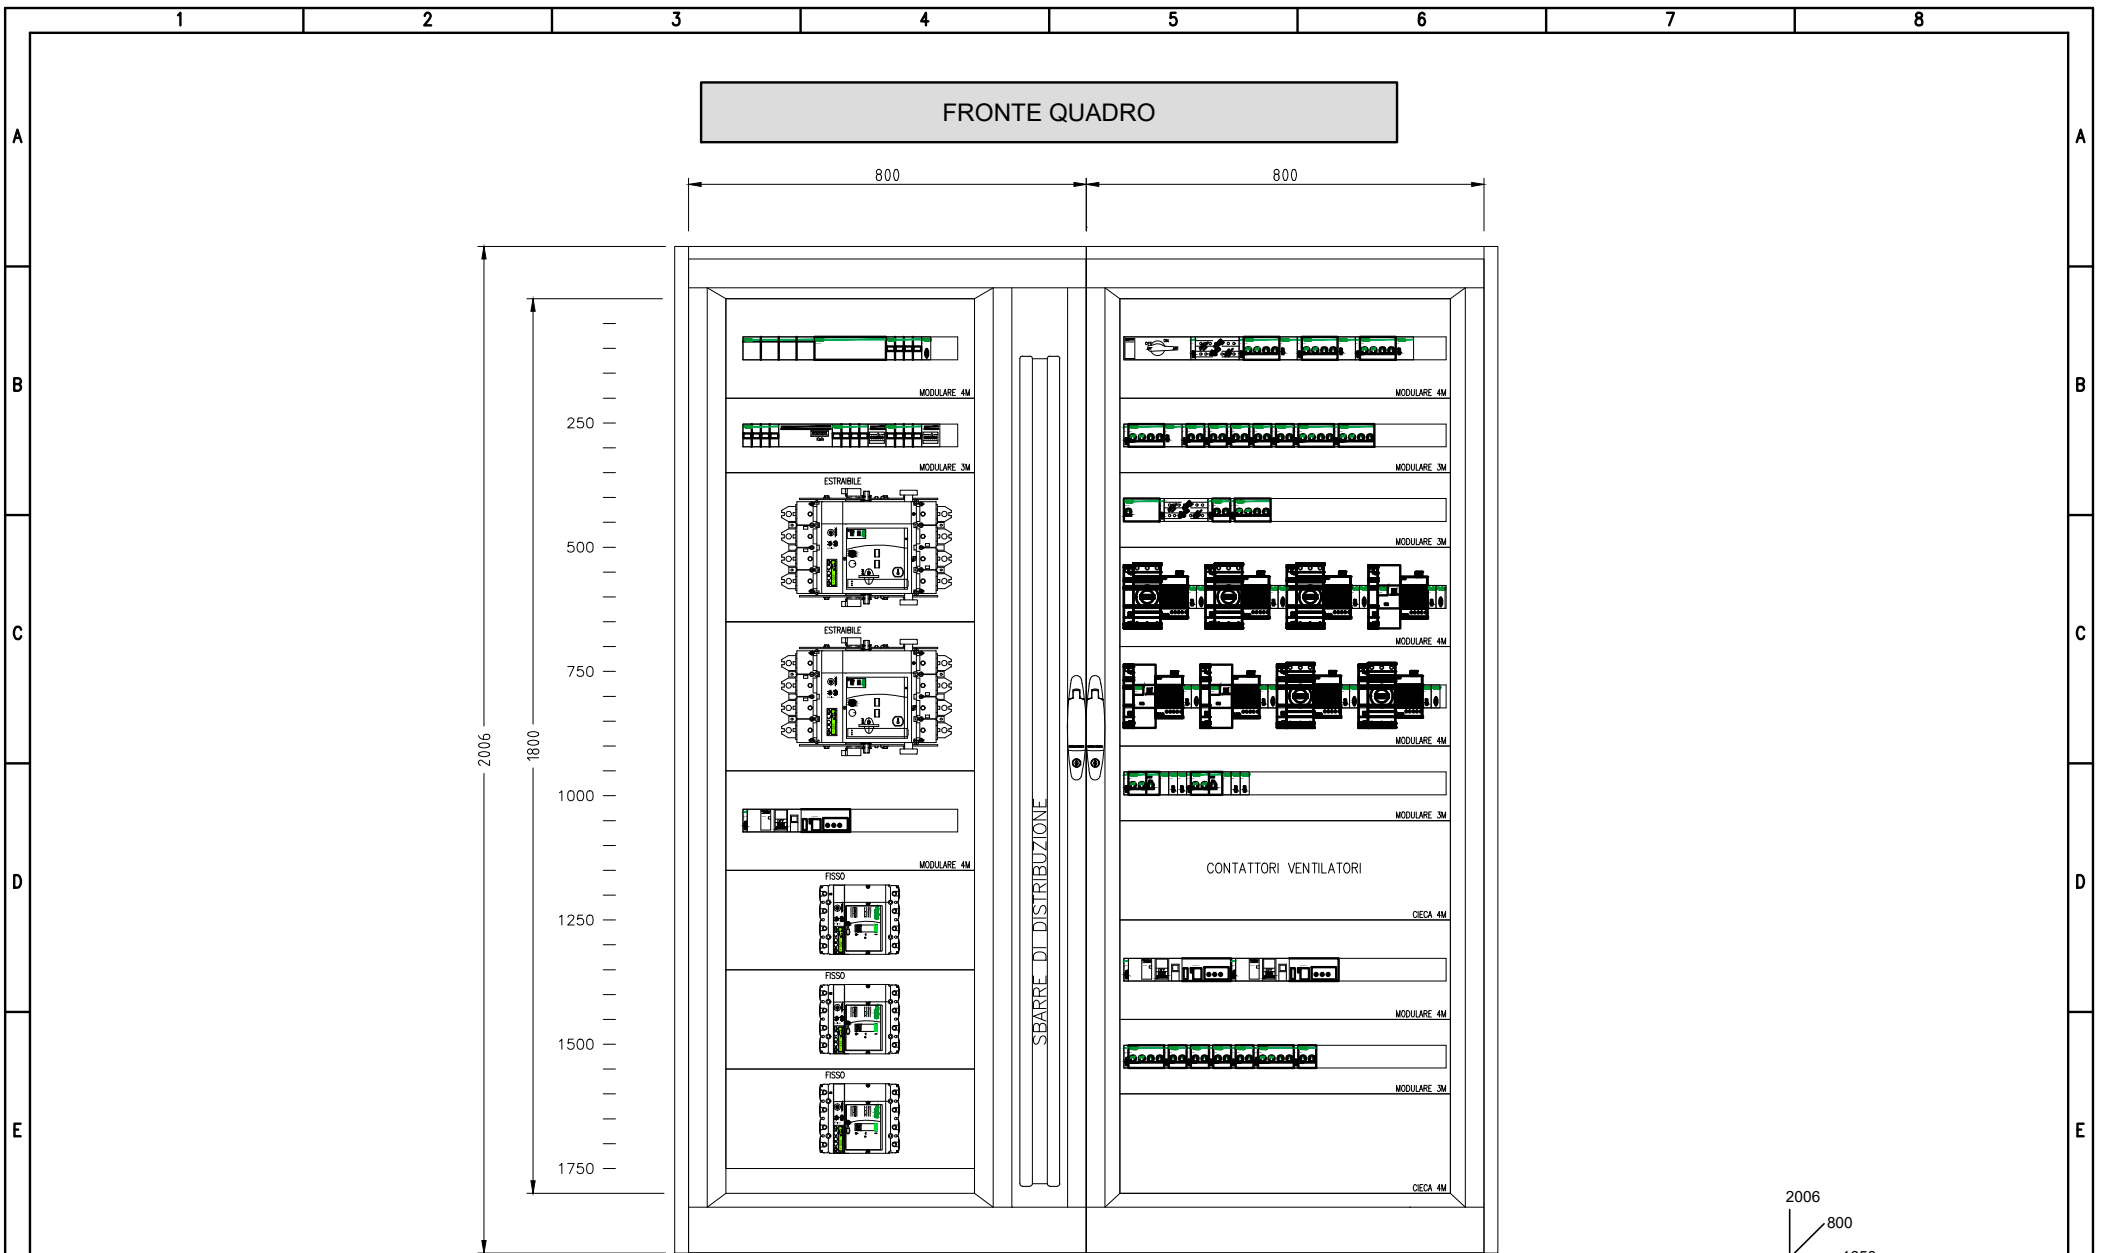 1 2 3 4 5 6 7 8
FRONTE QUADRO
A A
800 800
B B
MODULARE 4M MODULARE 4M
250
MODULARE 3M MODULARE 3M
ESTRAIBILE
500
MODULARE 3M
C C
ESTRAIBILE
MODULARE 4M
750
2006
1800
MODULARE 4M
1000
SBARRE DI DISTRIBUZIONE
MODULARE 3M
MODULARE 4M
CONTATTORI VENTILATORI
D D
FISSO
CIECA 4M
1250
FISSO
MODULARE 4M
1500
FISSO
MODULARE 3M
E E
1750
CIECA 4M
2006
800